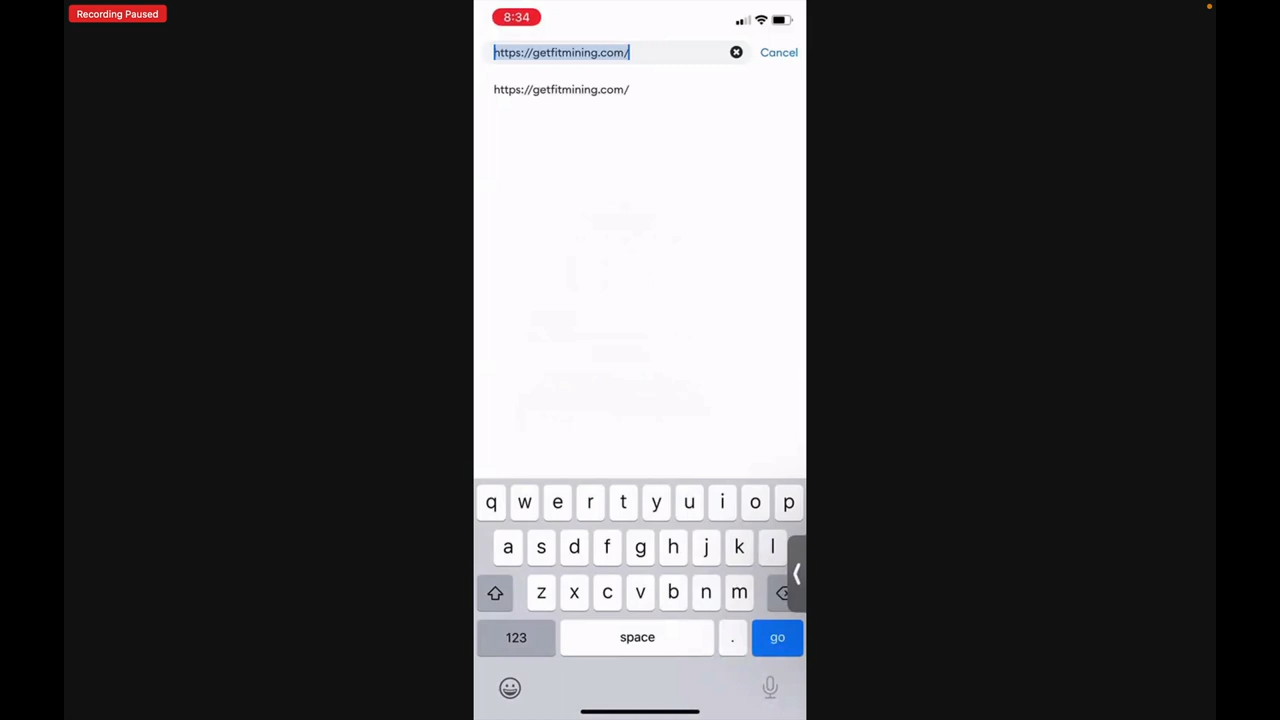 Recording Paused
8:34
https://getfitmining.com/
Cancel
https://getfitmining.com/
q w e r t y u i o p
a s d f g h j k l
z x c v b n m
123 space . go